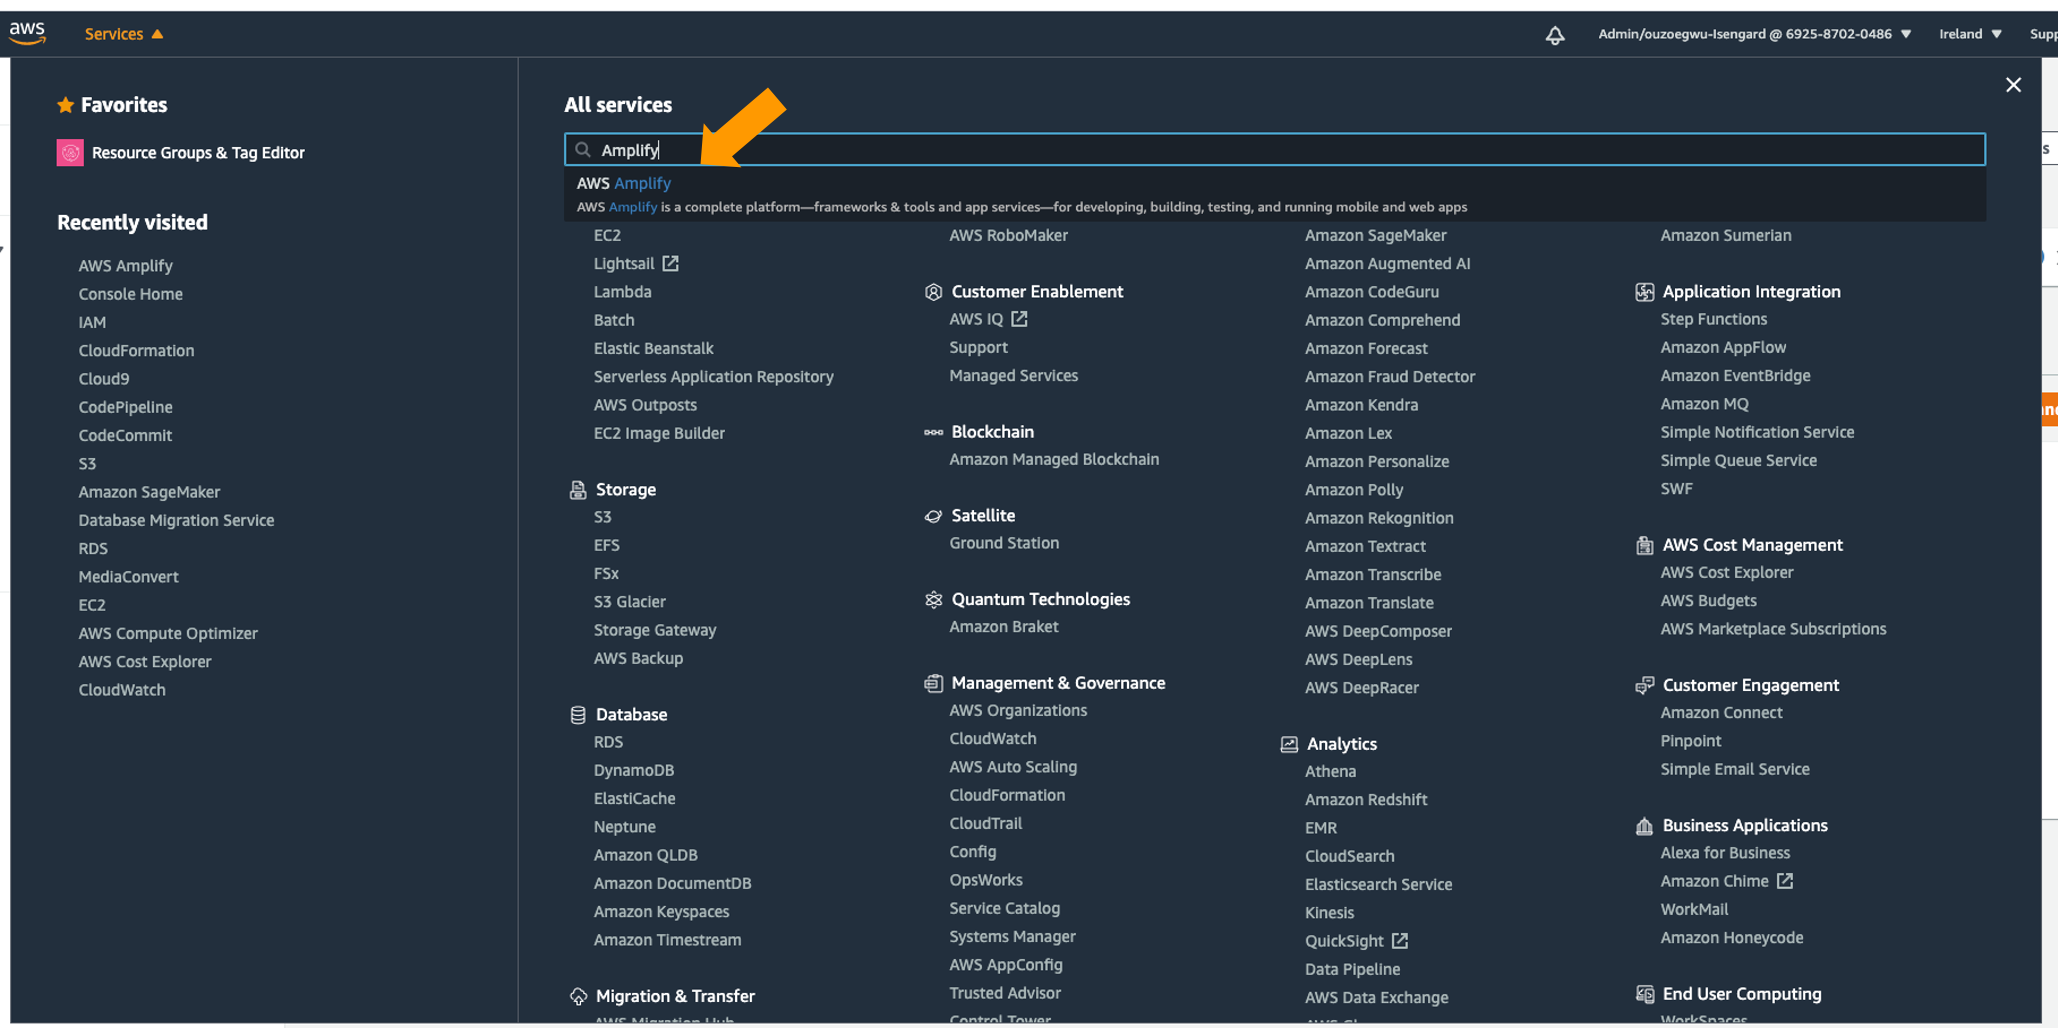 aws
Services
Admin/ouzoegwu-Isengard @ 6925-8702-0486
Ireland
Favorites
Resource Groups & Tag Editor
Recently visited
AWS Amplify
Console Home
IAM
CloudFormation
Cloud9
CodePipeline
CodeCommit
S3
Amazon SageMaker
Database Migration Service
RDS
MediaConvert
EC2
AWS Compute Optimizer
AWS Cost Explorer
CloudWatch
All services
Amplify
AWS Amplify
AWS Amplify is a complete platform—frameworks & tools and app services—for developing, building, testing, and running mobile and web apps
EC2
Lightsail
Lambda
Batch
Elastic Beanstalk
Serverless Application Repository
AWS Outposts
EC2 Image Builder
Storage
S3
EFS
FSx
S3 Glacier
Storage Gateway
AWS Backup
Database
RDS
DynamoDB
ElastiCache
Neptune
Amazon QLDB
Amazon DocumentDB
Amazon Keyspaces
Amazon Timestream
Migration & Transfer
AWS Migration Hub
AWS RoboMaker
Customer Enablement
AWS IQ
Support
Managed Services
Blockchain
Amazon Managed Blockchain
Satellite
Ground Station
Quantum Technologies
Amazon Braket
Management & Governance
AWS Organizations
CloudWatch
AWS Auto Scaling
CloudFormation
CloudTrail
Config
OpsWorks
Service Catalog
Systems Manager
AWS AppConfig
Trusted Advisor
Control Tower
Amazon SageMaker
Amazon Augmented AI
Amazon CodeGuru
Amazon Comprehend
Amazon Forecast
Amazon Fraud Detector
Amazon Kendra
Amazon Lex
Amazon Personalize
Amazon Polly
Amazon Rekognition
Amazon Textract
Amazon Transcribe
Amazon Translate
AWS DeepComposer
AWS DeepLens
AWS DeepRacer
Analytics
Athena
Amazon Redshift
EMR
CloudSearch
Elasticsearch Service
Kinesis
QuickSight
Data Pipeline
AWS Data Exchange
Amazon Sumerian
Application Integration
Step Functions
Amazon AppFlow
Amazon EventBridge
Amazon MQ
Simple Notification Service
Simple Queue Service
SWF
AWS Cost Management
AWS Cost Explorer
AWS Budgets
AWS Marketplace Subscriptions
Customer Engagement
Amazon Connect
Pinpoint
Simple Email Service
Business Applications
Alexa for Business
Amazon Chime
WorkMail
Amazon Honeycode
End User Computing
WorkSpaces